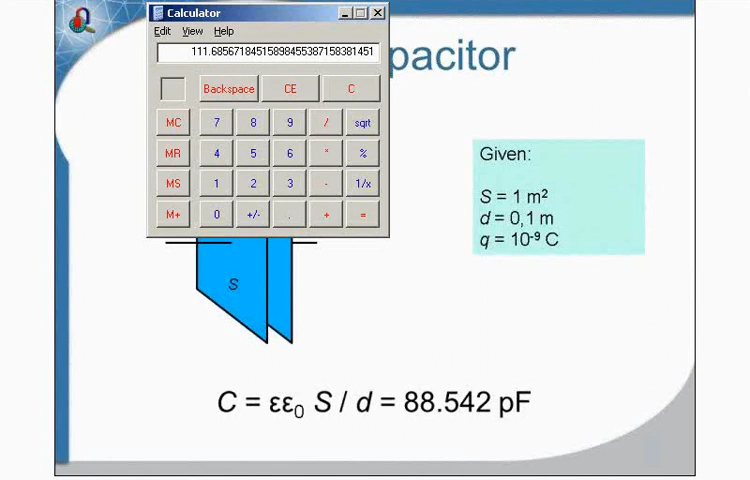 Calculator
Edit View Help
111.68567184515898455387158381451
pacitor
Backspace CE C
MC 7 8 9 / sqrt
MR 4 5 6 * %
MS 1 2 3 - 1/x
M+ 0 +/- . + =
Given:
S = 1 m²
d = 0,1 m
q = 10⁻⁹ C
S
C = εε₀ S / d = 88.542 pF